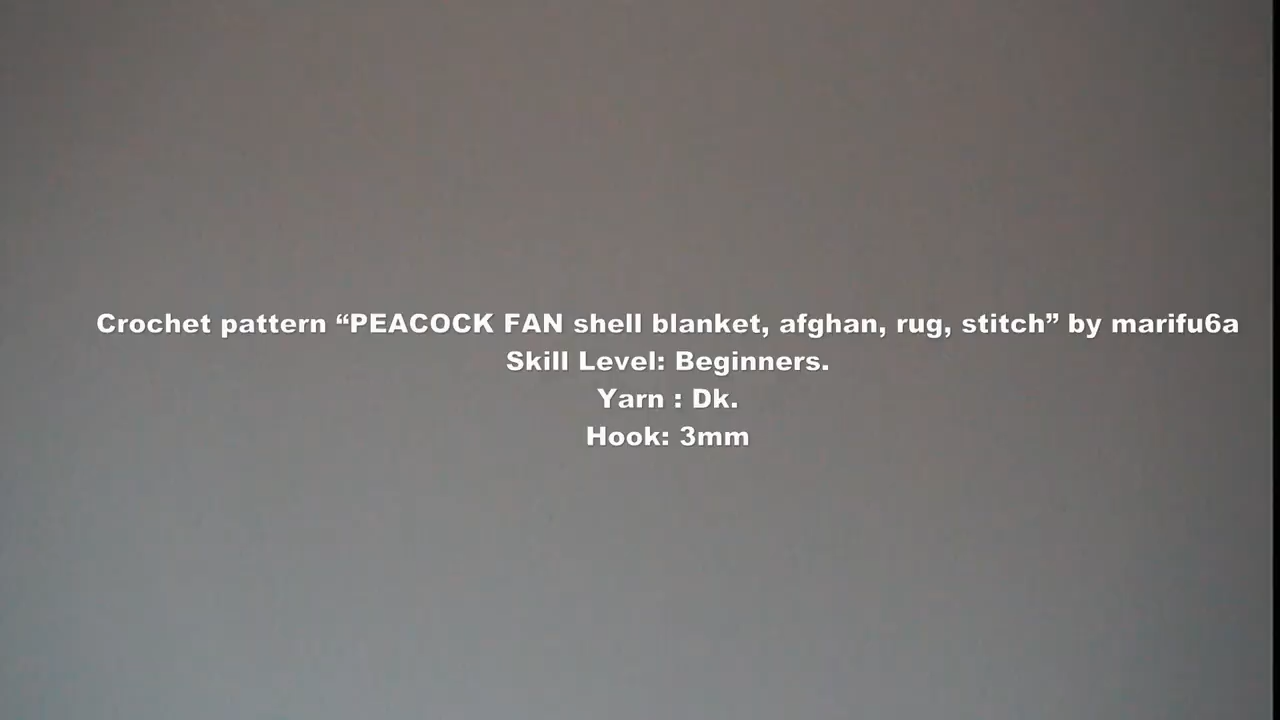 Crochet pattern “PEACOCK FAN shell blanket, afghan, rug, stitch” by marifu6a
Skill Level: Beginners.
Yarn : Dk.
Hook: 3mm